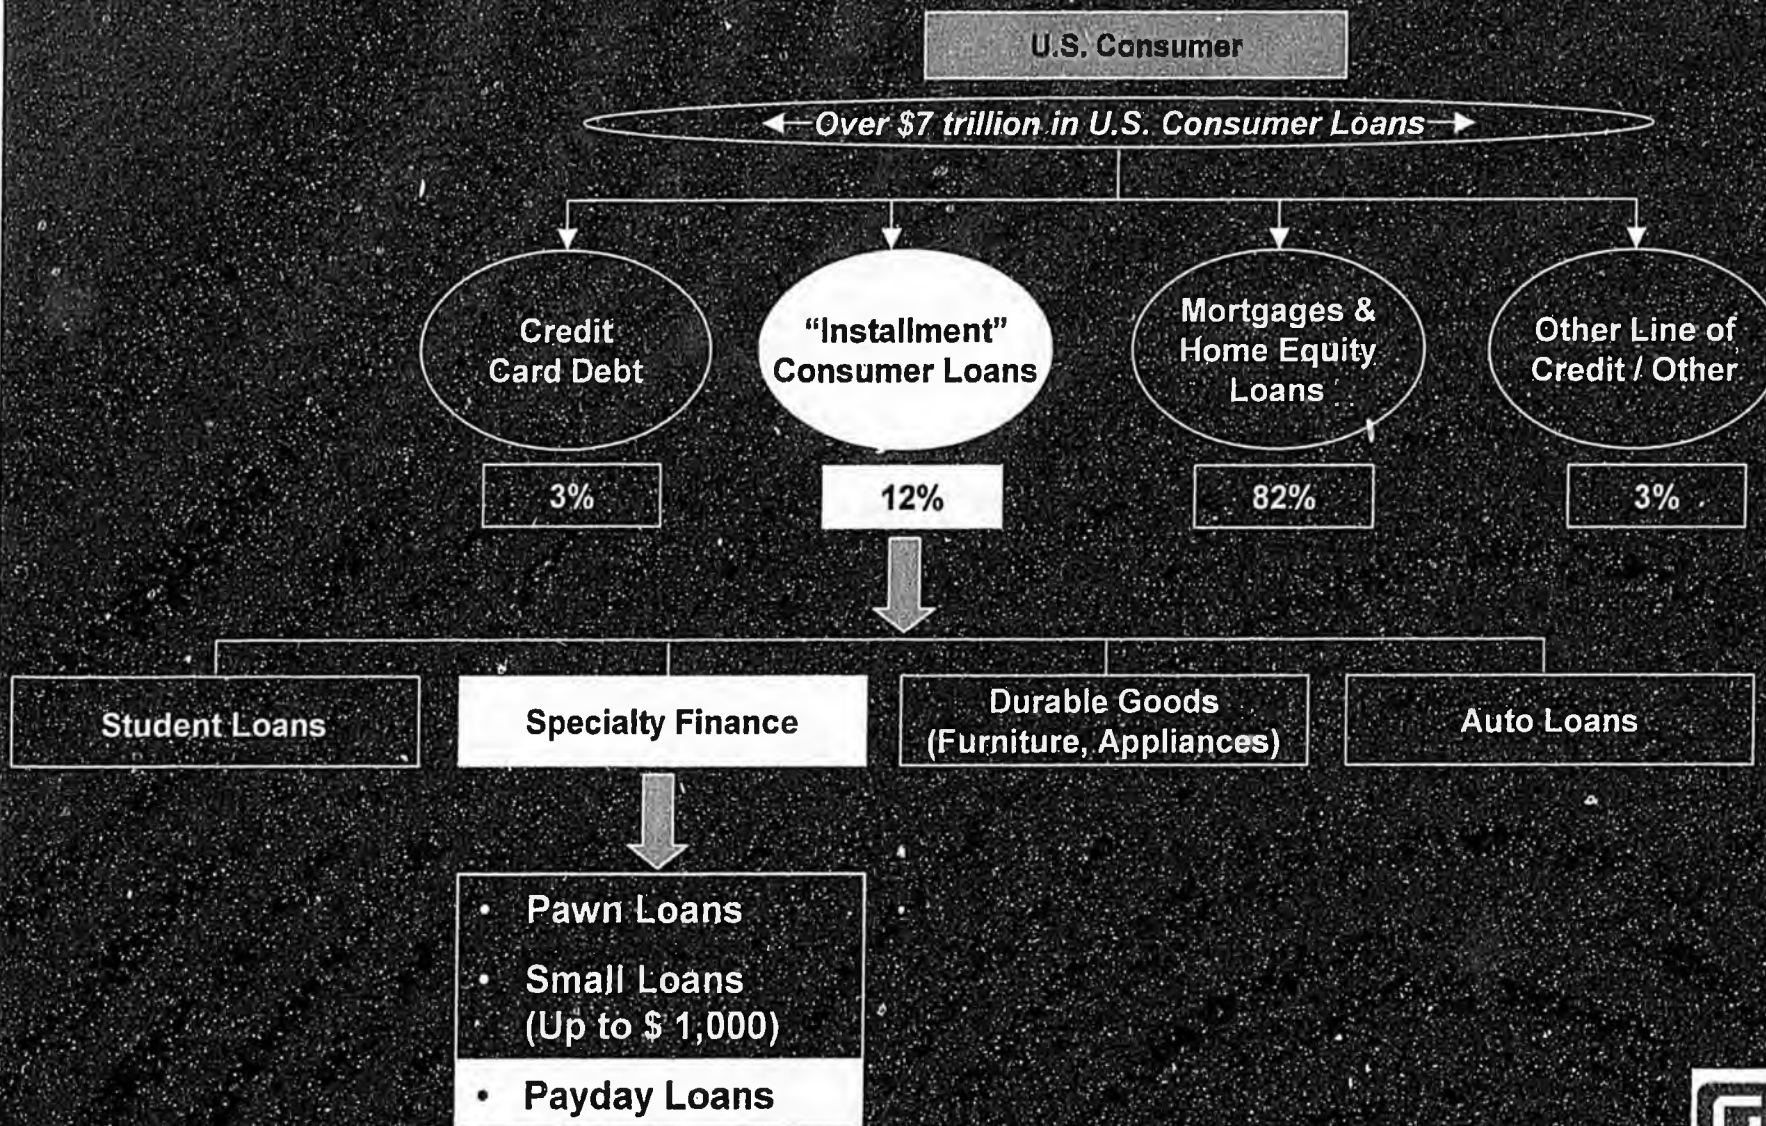 U.S. Consumer
Over $7 trillion in U.S. Consumer Loans
Credit
Card Debt
"Installment"
Consumer Loans
Mortgages &
Home Equity
Loans
Other Line of
Credit / Other
3%
12%
82%
3%
Student Loans
Specialty Finance
Durable Goods
(Furniture, Appliances)
Auto Loans
• Pawn Loans
• Small Loans
(Up to $ 1,000)
• Payday Loans